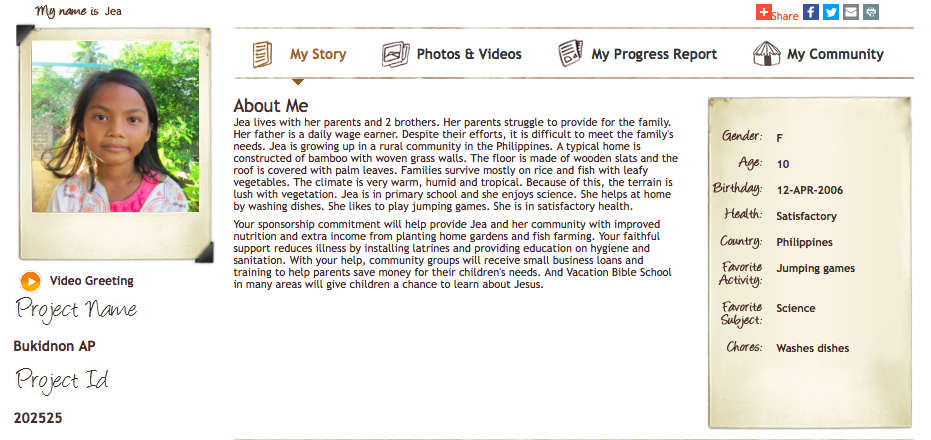 My name is Jea
Share
My Story
Photos & Videos
My Progress Report
My Community
About Me
Jea lives with her parents and 2 brothers. Her parents struggle to provide for the family.
Her father is a daily wage earner. Despite their efforts, it is difficult to meet the family's
needs. Jea is growing up in a rural community in the Philippines. A typical home is
constructed of bamboo with woven grass walls. The floor is made of wooden slats and the
roof is covered with palm leaves. Families survive mostly on rice and fish with leafy
vegetables. The climate is very warm, humid and tropical. Because of this, the terrain is
lush with vegetation. Jea is in primary school and she enjoys science. She helps at home
by washing dishes. She likes to play jumping games. She is in satisfactory health.
Your sponsorship commitment will help provide Jea and her community with improved
nutrition and extra income from planting home gardens and fish farming. Your faithful
support reduces illness by installing latrines and providing education on hygiene and
sanitation. With your help, community groups will receive small business loans and
training to help parents save money for their children's needs. And Vacation Bible School
in many areas will give children a chance to learn about Jesus.
Gender: F
Age: 10
Birthday: 12-APR-2006
Health: Satisfactory
Country: Philippines
Favorite Jumping games
Activity:
Favorite Science
Subject:
Chores: Washes dishes
Video Greeting
Project Name
Bukidnon AP
Project Id
202525